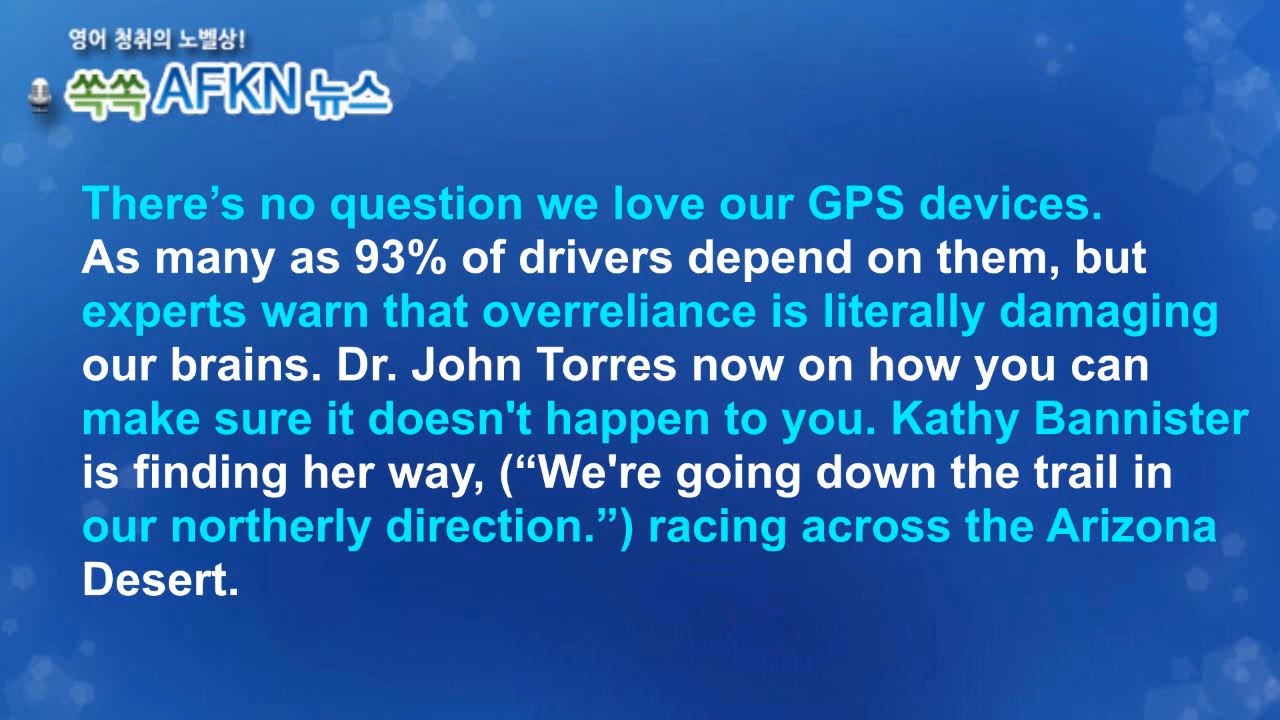 영어 청취의 노벨상!
쏙쏙 AFKN 뉴스
There’s no question we love our GPS devices.
As many as 93% of drivers depend on them, but
experts warn that overreliance is literally damaging
our brains. Dr. John Torres now on how you can
make sure it doesn't happen to you. Kathy Bannister
is finding her way, (“We're going down the trail in
our northerly direction.”) racing across the Arizona
Desert.